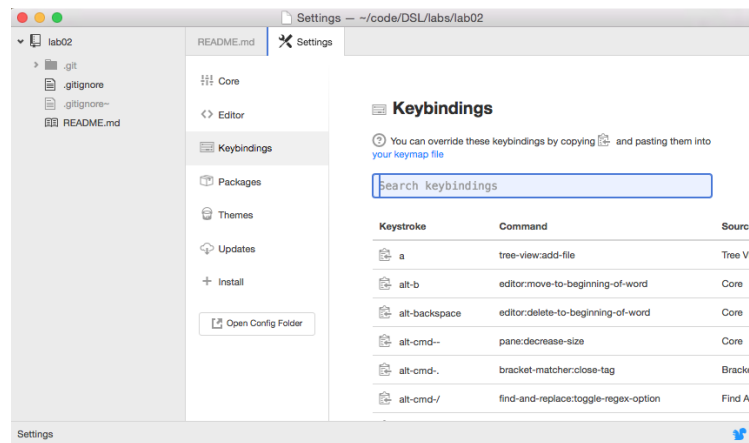 Settings — ~/code/DSL/labs/lab02
lab02
.git
.gitignore
.gitignore~
README.md
README.md
Settings
Core
Editor
Keybindings
Packages
Themes
Updates
Install
Open Config Folder
Keybindings
You can override these keybindings by copying and pasting them into
your keymap file
Search keybindings
Keystroke Command Sourc
a tree-view:add-file Tree V
alt-b editor:move-to-beginning-of-word Core
alt-backspace editor:delete-to-beginning-of-word Core
alt-cmd-- pane:decrease-size Core
alt-cmd-. bracket-matcher:close-tag Bracke
alt-cmd-/ find-and-replace:toggle-regex-option Find A
Settings